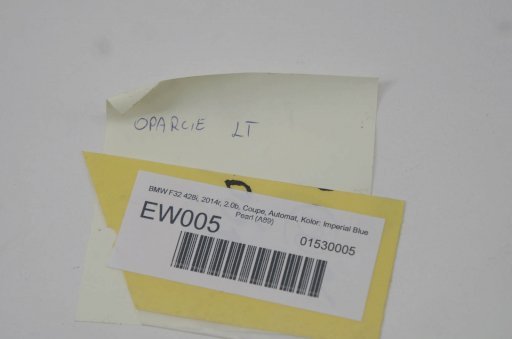 OPARCIE LT
BMW F32 428i, 2014r, 2.0b, Coupe, Automat, Kolor: Imperial Blue
Pearl (A89)
EW005
01530005